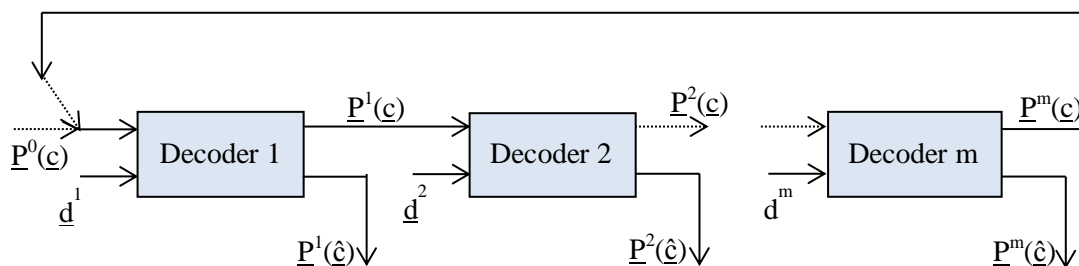 P⁰(c)
d¹
Decoder 1
P¹(c)
P¹(ĉ)
d²
Decoder 2
P²(c)
P²(ĉ)
dᵐ
Decoder m
Pᵐ(c)
Pᵐ(ĉ)